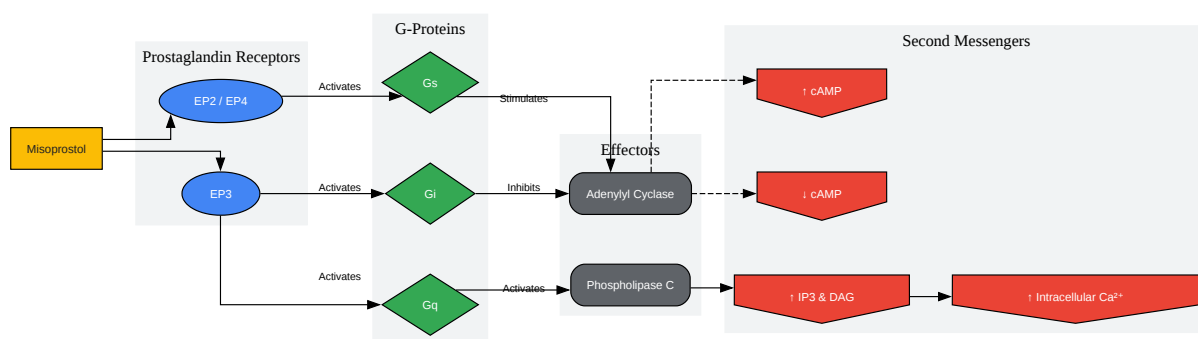 Misoprostol
Prostaglandin Receptors
EP2 / EP4
EP3
Activates
Activates
Activates
G-Proteins
Gs
Gi
Gq
Stimulates
Inhibits
Activates
Effectors
Adenylyl Cyclase
Phospholipase C
Second Messengers
↑ cAMP
↓ cAMP
↑ IP3 & DAG
↑ Intracellular Ca²⁺